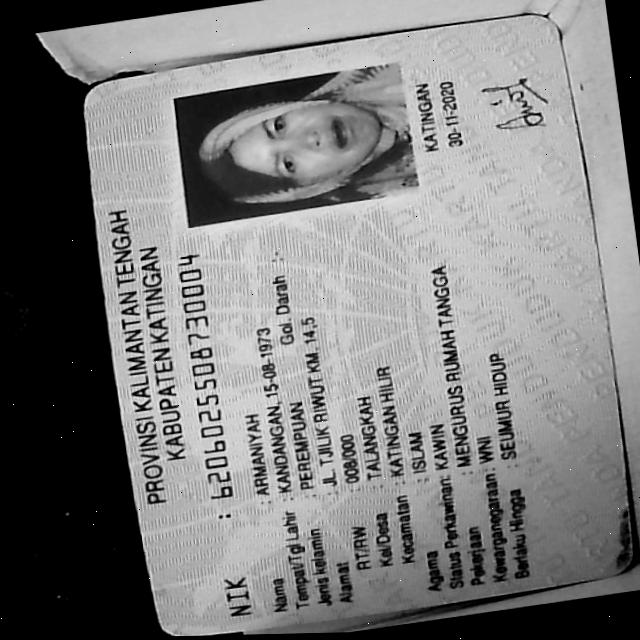 PROVINSI KALIMANTAN TENGAH
KABUPATEN KATINGAN
NIK : 6206025508730004
Nama : ARMANIYAH
Tempat/Tgl Lahir : KANDANGAN, 15-08-1973
Jenis kelamin : PEREMPUAN Gol. Darah : -
Alamat : JL. TJILIK RIWUT KM. 14,5
RT/RW : 008/000
Kel/Desa : TALANGKAH
Kecamatan : KATINGAN HILIR
Agama : ISLAM
Status Perkawinan: KAWIN
Pekerjaan : MENGURUS RUMAH TANGGA
Kewarganegaraan: WNI
Berlaku Hingga : SEUMUR HIDUP
KATINGAN
30-11-2020